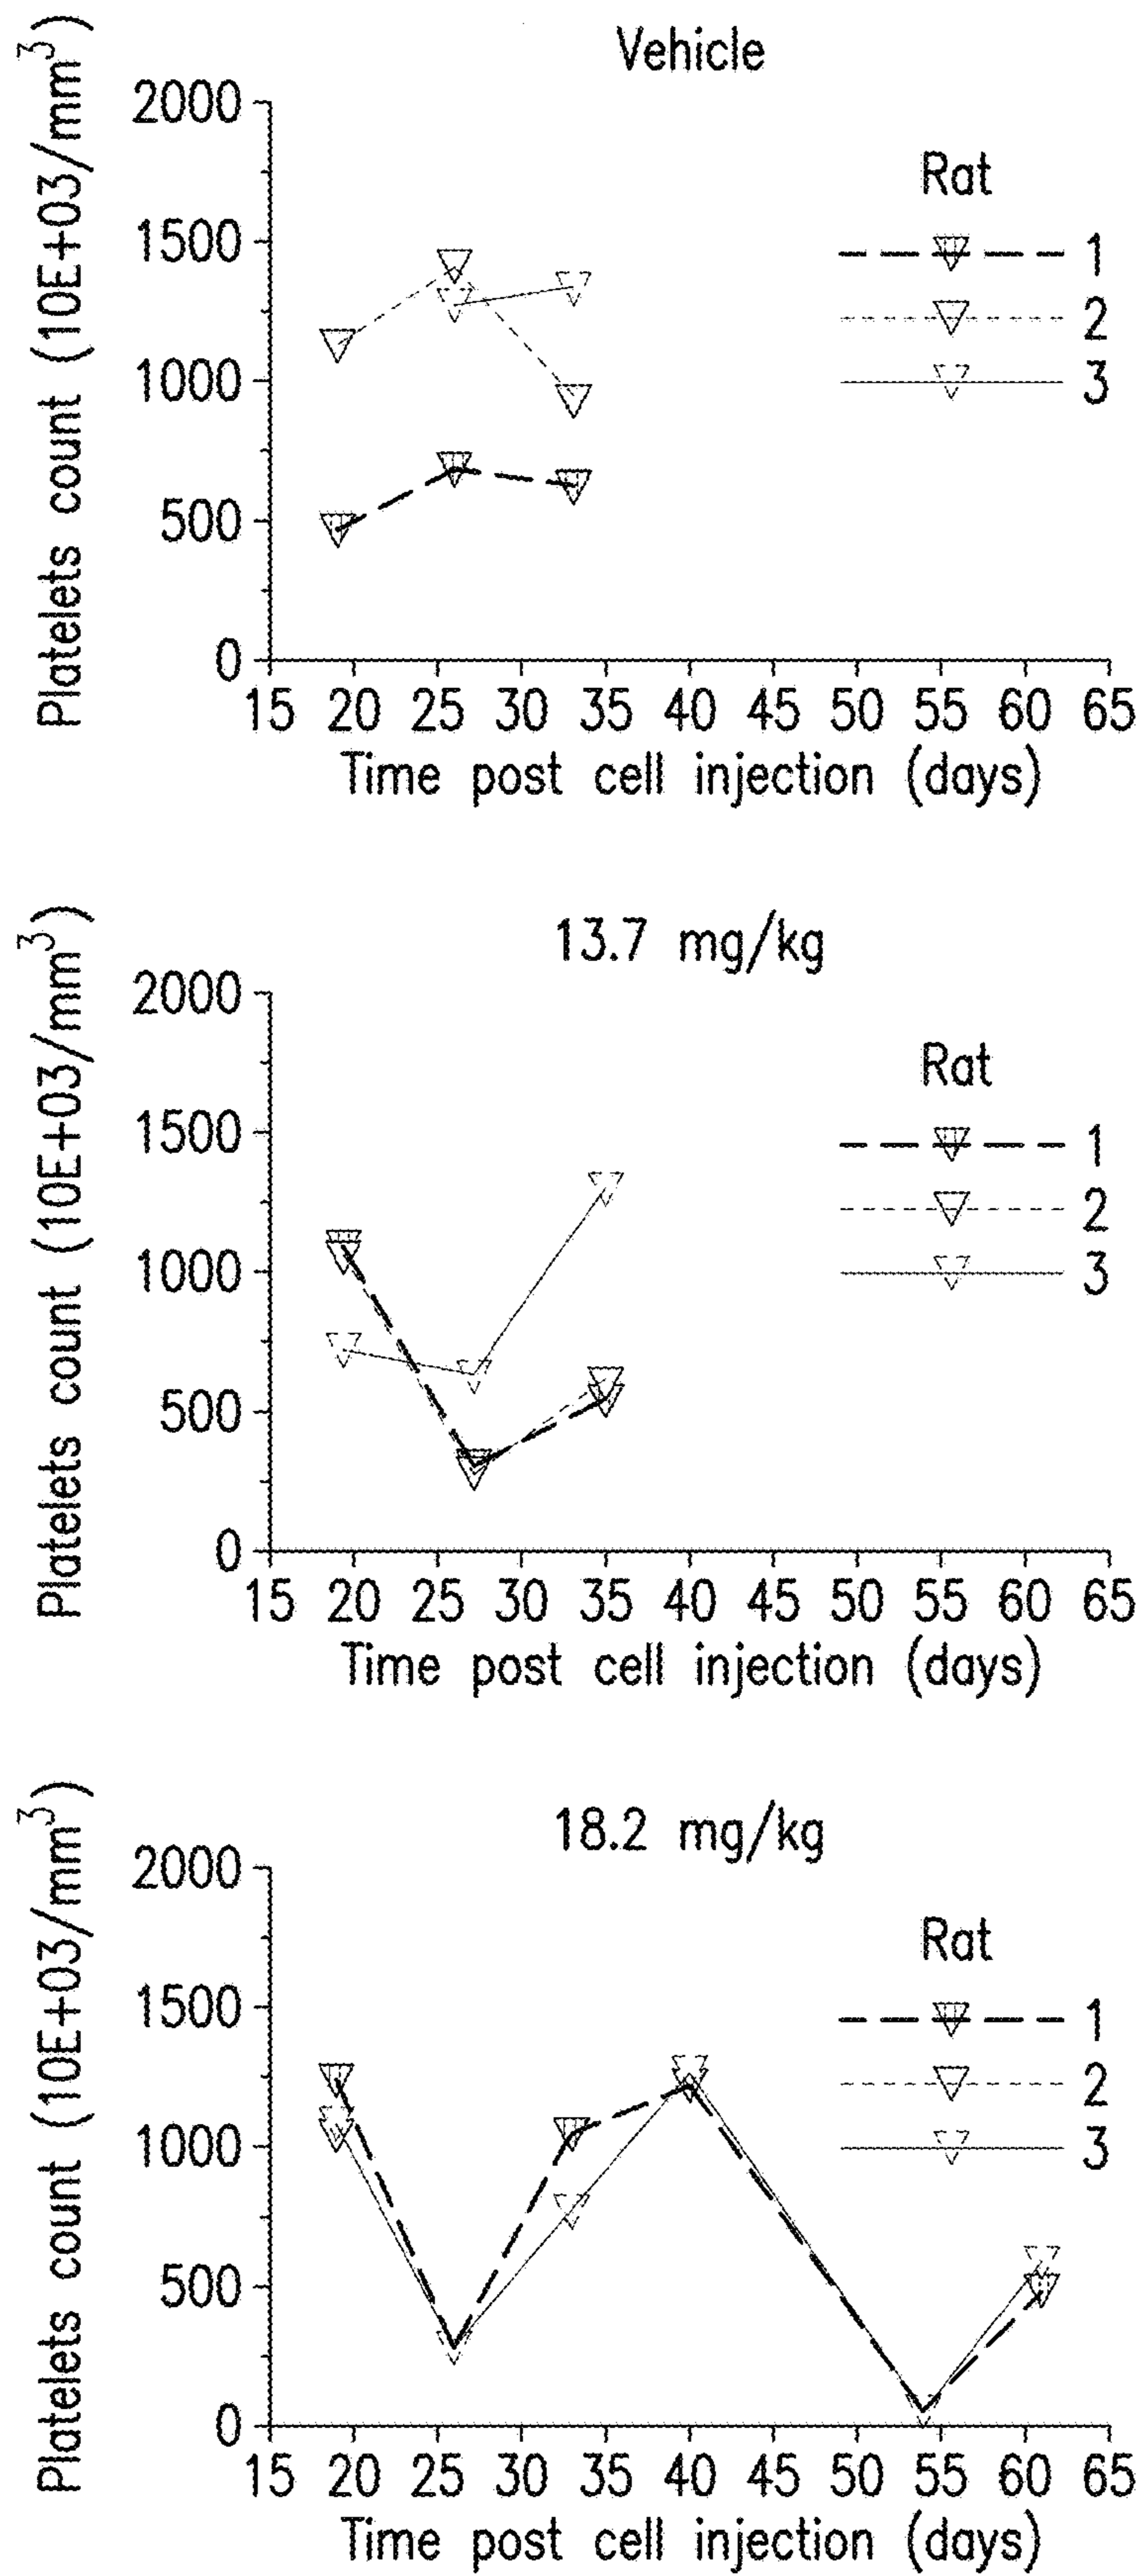 Vehicle
Platelets count (10E+03/mm³)
2000
1500
1000
500
0
15 20 25 30 35 40 45 50 55 60 65
Time post cell injection (days)
Rat
1
2
3
13.7 mg/kg
Platelets count (10E+03/mm³)
2000
1500
1000
500
0
15 20 25 30 35 40 45 50 55 60 65
Time post cell injection (days)
Rat
1
2
3
18.2 mg/kg
Platelets count (10E+03/mm³)
2000
1500
1000
500
0
15 20 25 30 35 40 45 50 55 60 65
Time post cell injection (days)
Rat
1
2
3